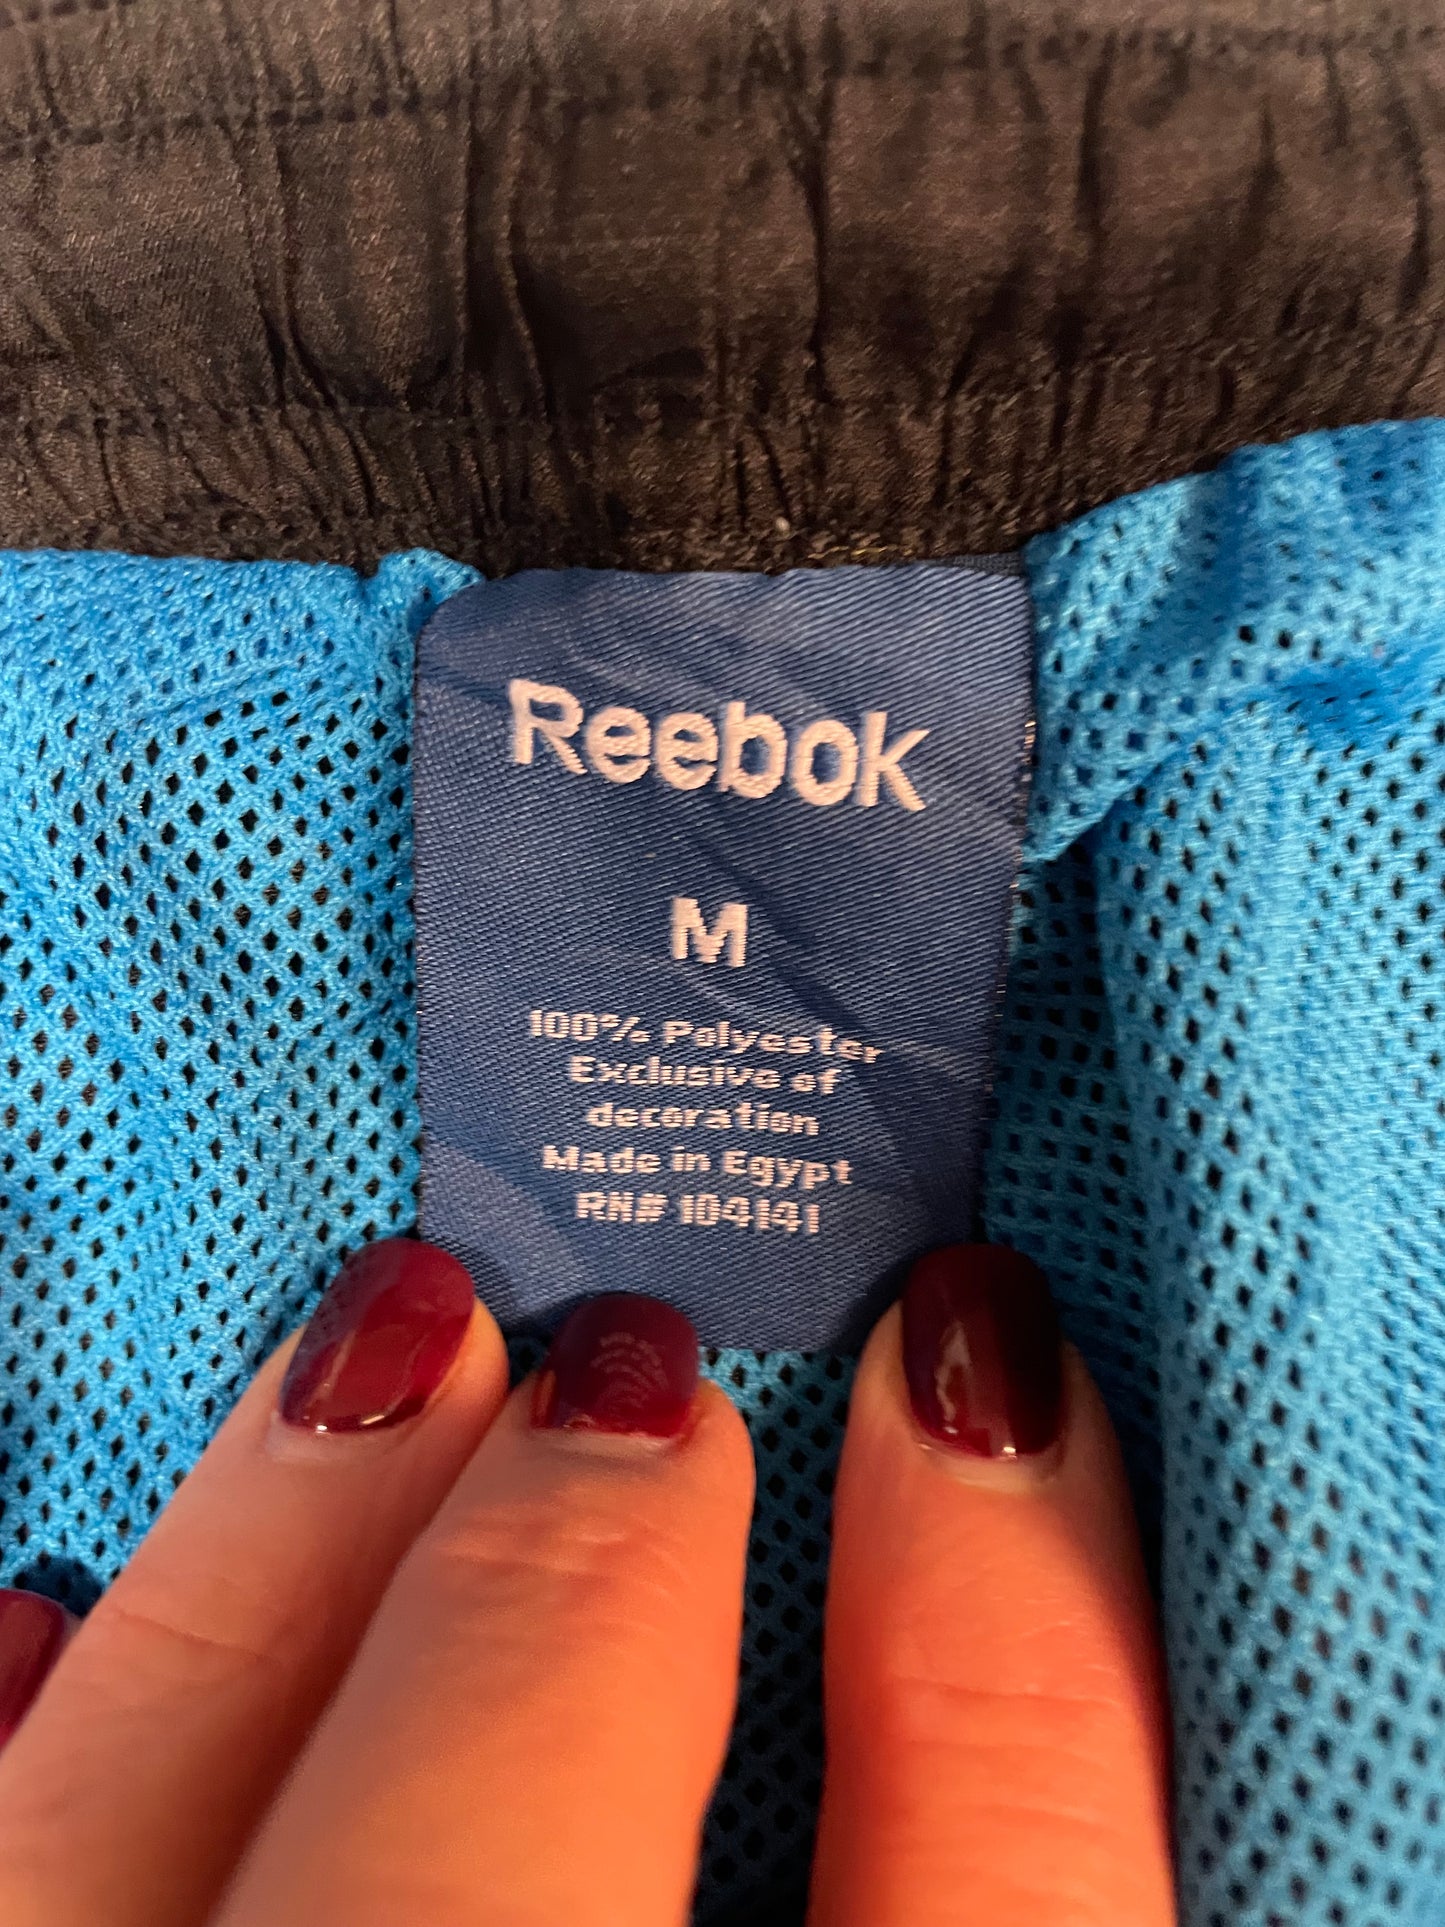 Reebok
M
100% Polyester
Exclusive of
decoration
Made in Egypt
RN# 104141